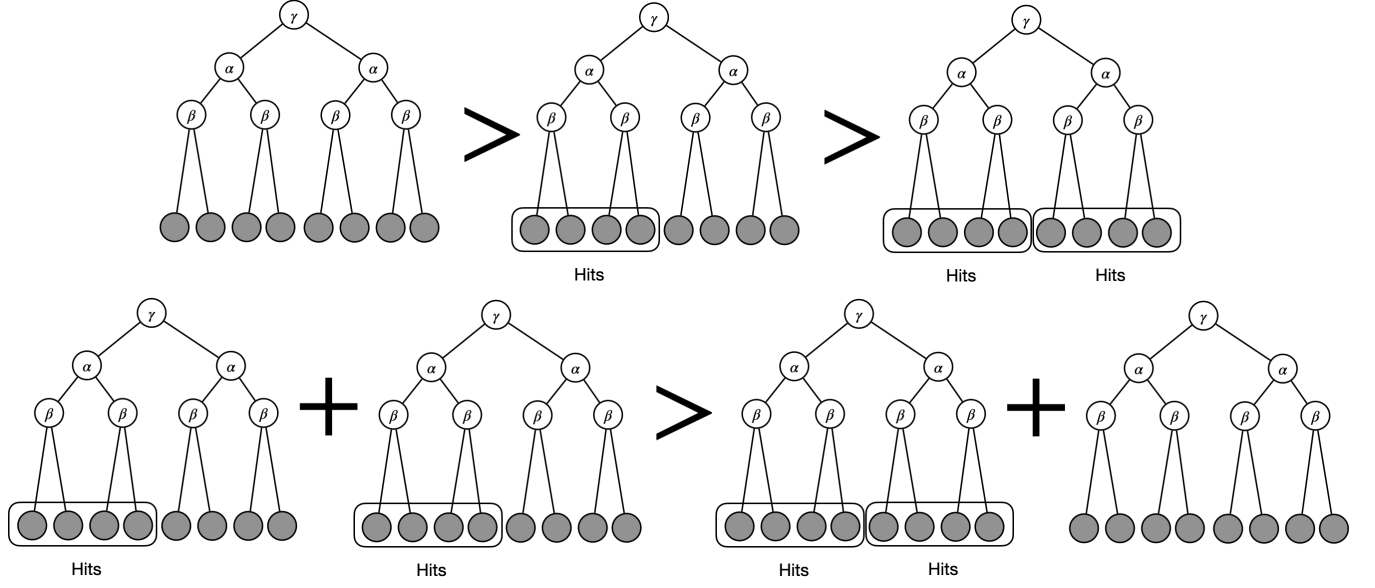 γ γ γ
α α α α α α
β β β β β β β β β β β β
> >
Hits Hits Hits
γ γ γ γ
α α α α α α α α
β β β β β β β β β β β β β β β β
+ > +
Hits Hits Hits Hits